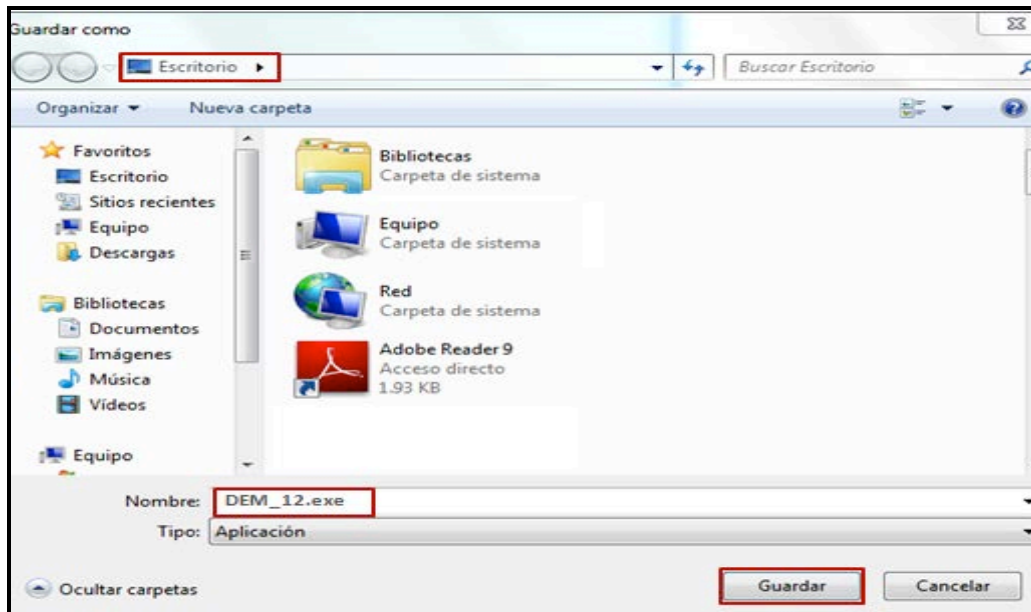 Guardar como
Escritorio
Buscar Escritorio
Organizar
Nueva carpeta
Favoritos
Escritorio
Sitios recientes
Equipo
Descargas
Bibliotecas
Documentos
Imágenes
Música
Vídeos
Equipo
Bibliotecas
Carpeta de sistema
Equipo
Carpeta de sistema
Red
Carpeta de sistema
Adobe Reader 9
Acceso directo
1.93 KB
Nombre: DEM_12.exe
Tipo: Aplicación
Ocultar carpetas
Guardar
Cancelar